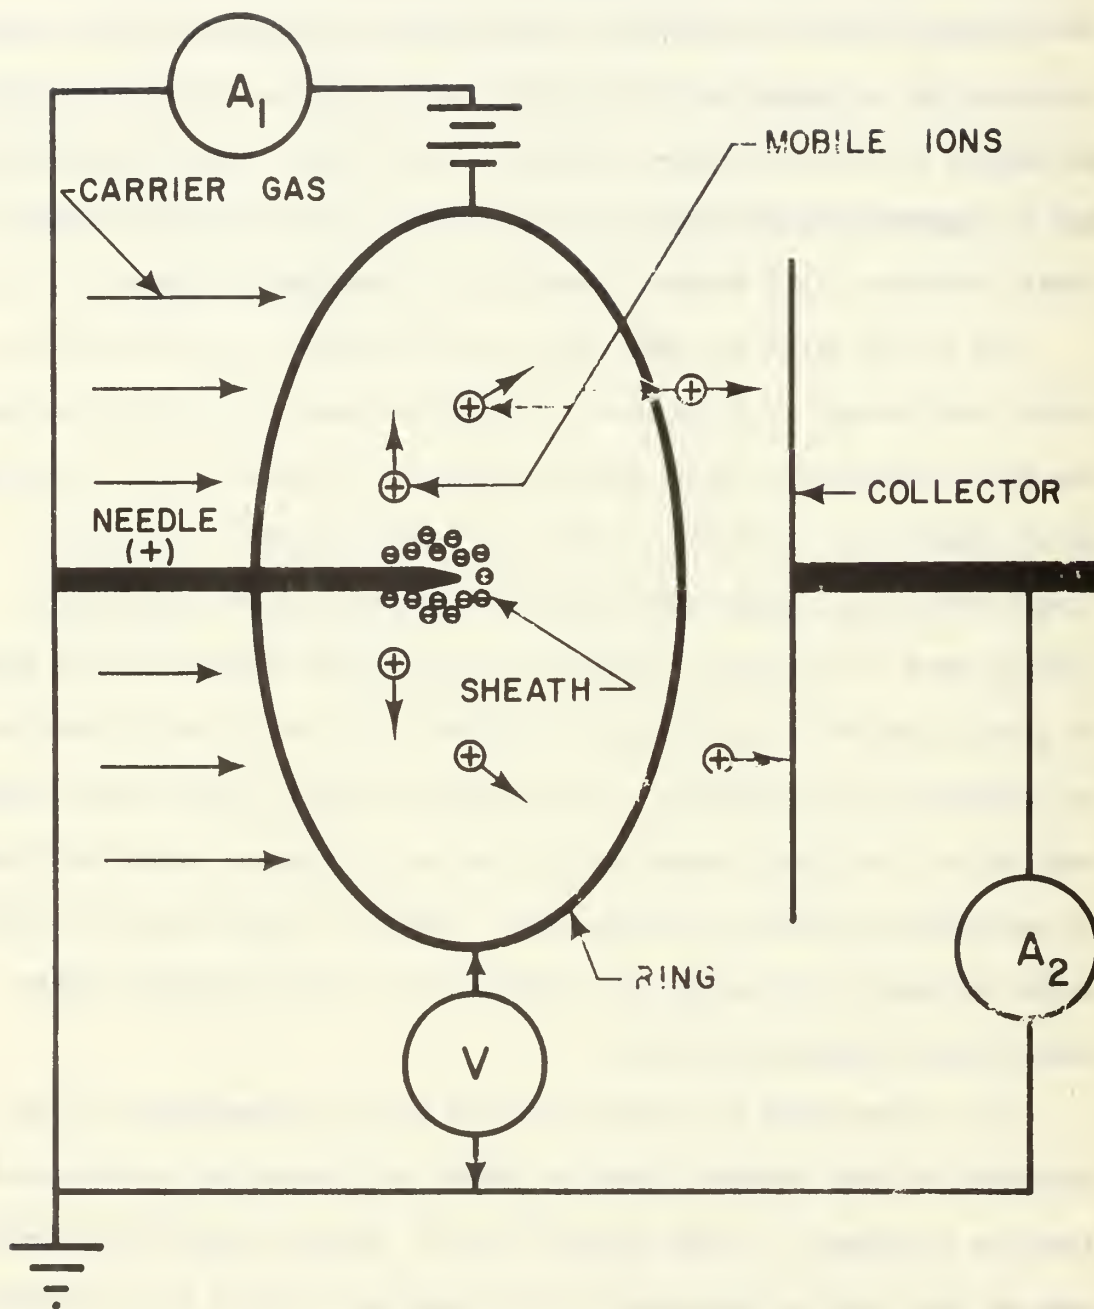 A1
MOBILE IONS
CARRIER GAS
COLLECTOR
NEEDLE
(+)
SHEATH
RING
A2
V